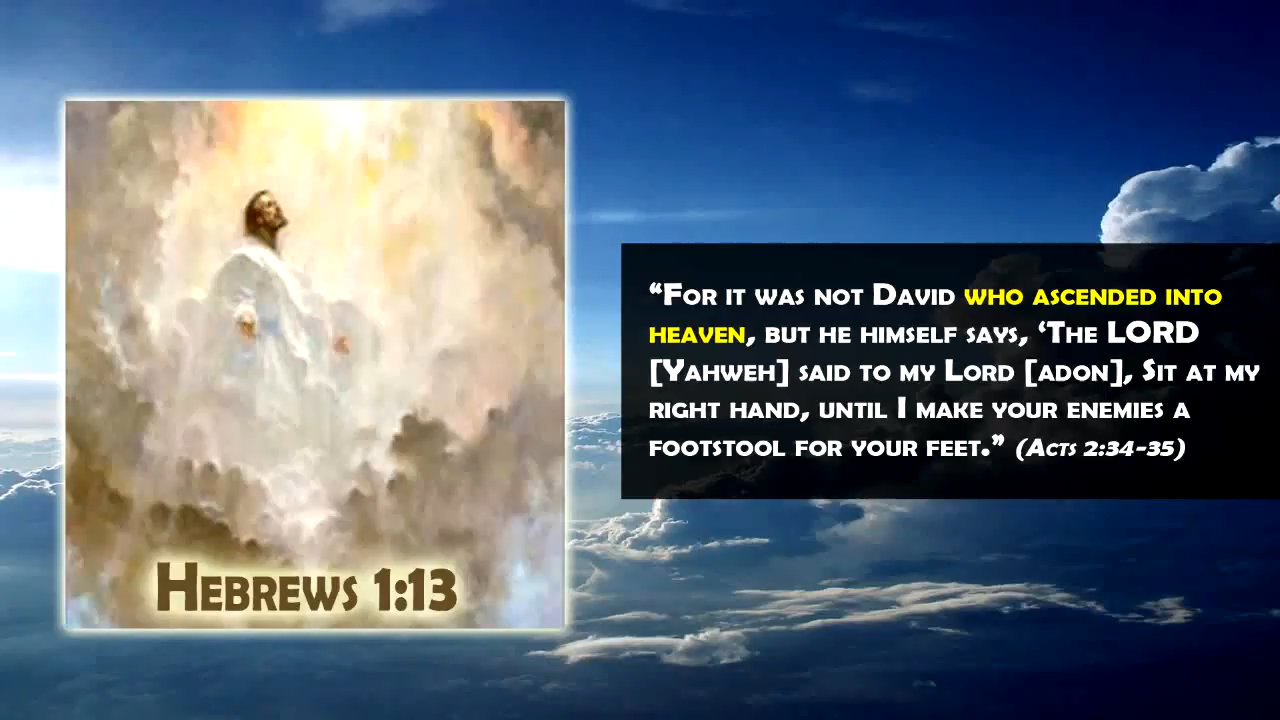 Hebrews 1:13
“For it was not David who ascended into
heaven, but he himself says, ‘The LORD
[Yahweh] said to my Lord [adon], Sit at my
right hand, until I make your enemies a
footstool for your feet.” (Acts 2:34-35)